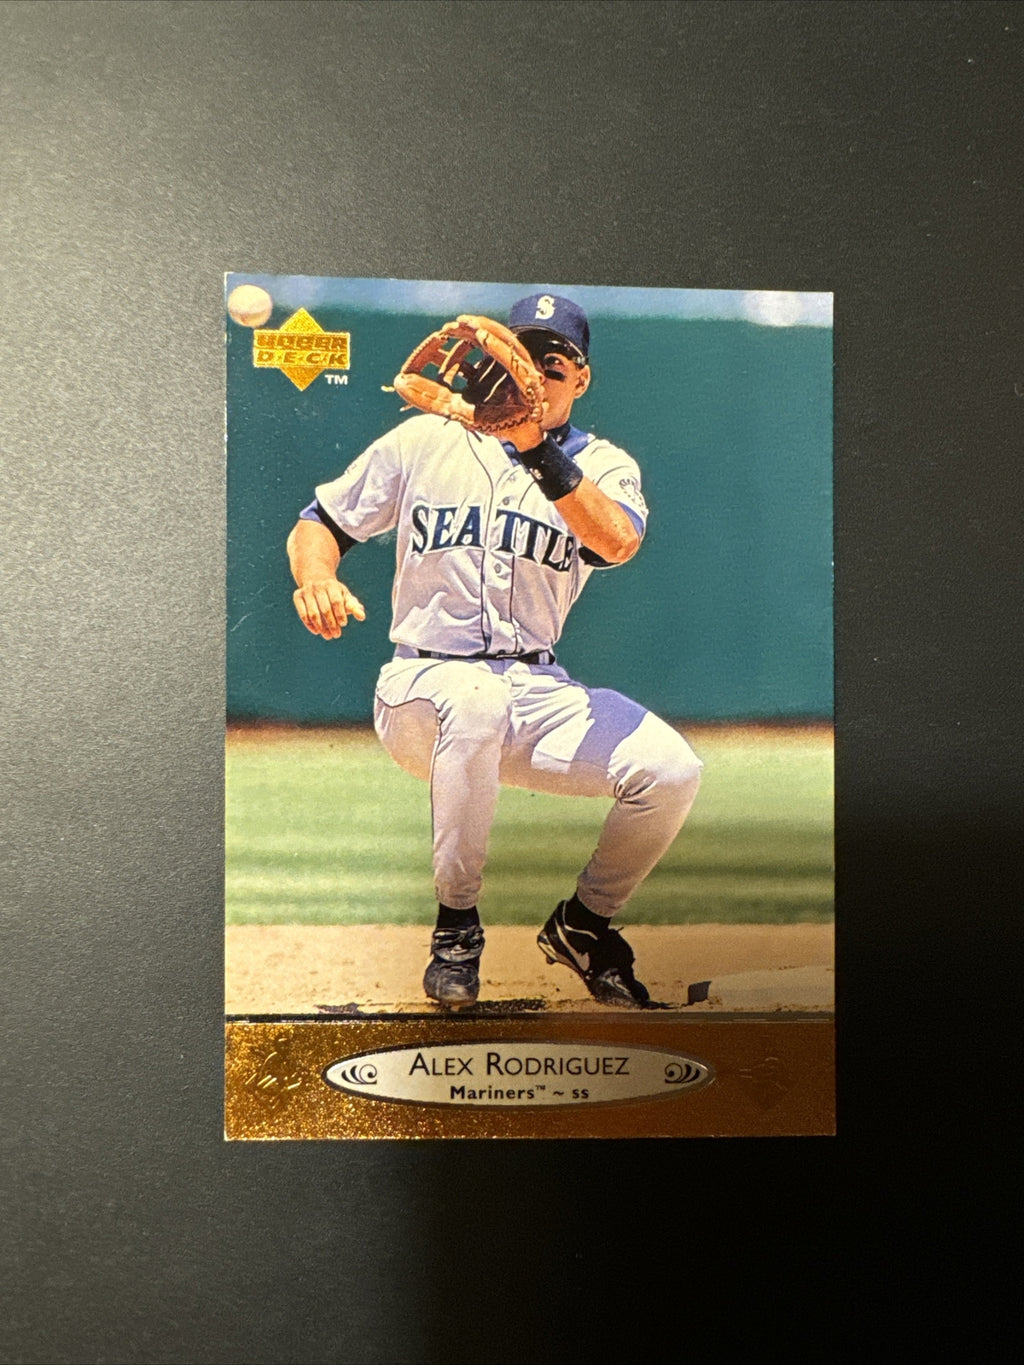 S
UPPER
DECK
TM
SEATTLE
ALEX RODRIGUEZ
Mariners™ ~ ss